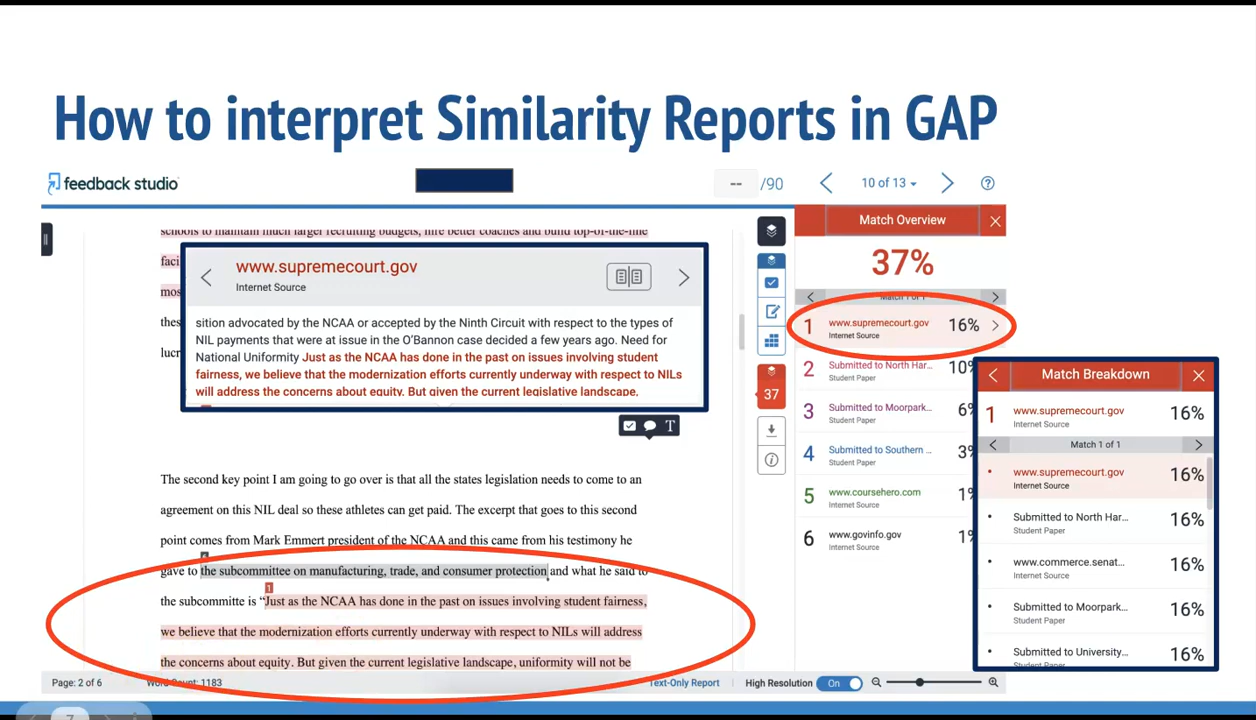 How to interpret Similarity Reports in GAP
feedback studio
-- /90
10 of 13
?
schools to maintain much larger recruiting budgets, hire better coaches and build top-of-the-line
faci
mos
thes
lucr
www.supremecourt.gov
Internet Source
sition advocated by the NCAA or accepted by the Ninth Circuit with respect to the types of
NIL payments that were at issue in the O'Bannon case decided a few years ago. Need for
National Uniformity Just as the NCAA has done in the past on issues involving student
fairness, we believe that the modernization efforts currently underway with respect to NILs
will address the concerns about equity. But given the current legislative landscape,
T
The second key point I am going to go over is that all the states legislation needs to come to an
agreement on this NIL deal so these athletes can get paid. The excerpt that goes to this second
point comes from Mark Emmert president of the NCAA and this came from his testimony he
gave to the subcommittee on manufacturing, trade, and consumer protection and what he said to
1
the subcommitte is “Just as the NCAA has done in the past on issues involving student fairness,
we believe that the modernization efforts currently underway with respect to NILs will address
the concerns about equity. But given the current legislative landscape, uniformity will not be
Page: 2 of 6
Word Count: 1183
Text-Only Report
High Resolution On
37
Match Overview
37%
Match 1 of 1
1 www.supremecourt.gov 16%
Internet Source
2 Submitted to North Har... 10%
Student Paper
3 Submitted to Moorpark... 6%
Student Paper
4 Submitted to Southern ... 3%
Student Paper
5 www.coursehero.com 1%
Internet Source
6 www.govinfo.gov 1%
Internet Source
Match Breakdown
1 www.supremecourt.gov 16%
Internet Source
Match 1 of 1
www.supremecourt.gov 16%
Internet Source
Submitted to North Har... 16%
Student Paper
www.commerce.senat... 16%
Internet Source
Submitted to Moorpark... 16%
Student Paper
Submitted to University... 16%
Student Paper
7